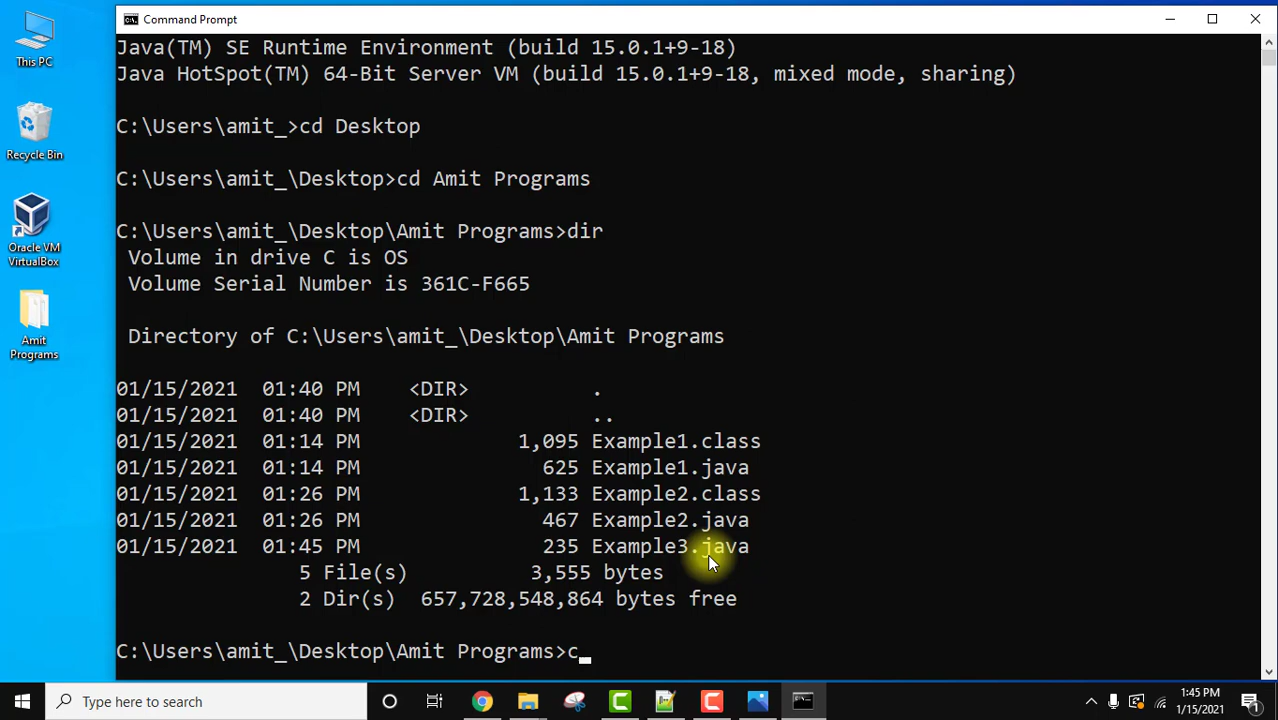 This PC
Recycle Bin
Oracle VM
VirtualBox
Amit
Programs
Command Prompt
Java(TM) SE Runtime Environment (build 15.0.1+9-18)
Java HotSpot(TM) 64-Bit Server VM (build 15.0.1+9-18, mixed mode, sharing)
C:\Users\amit_>cd Desktop
C:\Users\amit_\Desktop>cd Amit Programs
C:\Users\amit_\Desktop\Amit Programs>dir
Volume in drive C is OS
Volume Serial Number is 361C-F665
Directory of C:\Users\amit_\Desktop\Amit Programs
01/15/2021  01:40 PM    <DIR>          .
01/15/2021  01:40 PM    <DIR>          ..
01/15/2021  01:14 PM             1,095 Example1.class
01/15/2021  01:14 PM               625 Example1.java
01/15/2021  01:26 PM             1,133 Example2.class
01/15/2021  01:26 PM               467 Example2.java
01/15/2021  01:45 PM               235 Example3.java
5 File(s)          3,555 bytes
2 Dir(s)  657,728,548,864 bytes free
C:\Users\amit_\Desktop\Amit Programs>c_
Type here to search
1:45 PM
1/15/2021
1